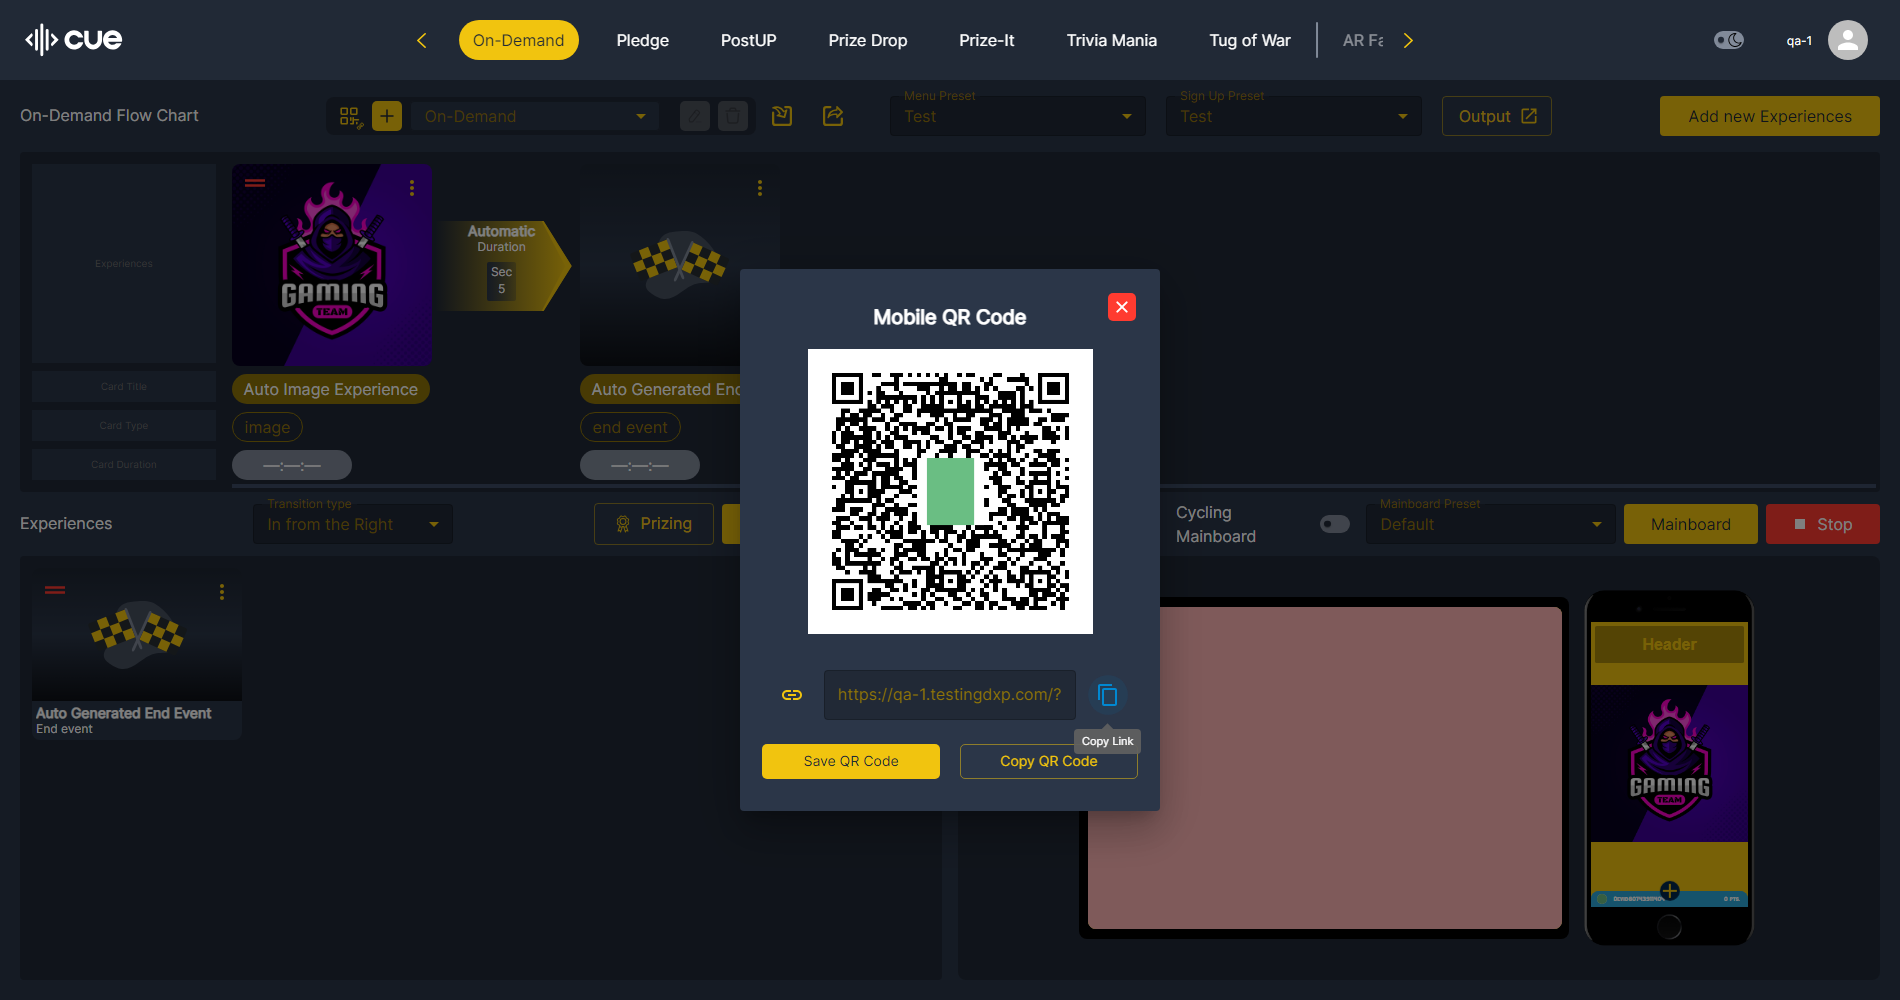 cue
On-Demand
Pledge
PostUP
Prize Drop
Prize-It
Trivia Mania
Tug of War
AR Fa
qa-1
On-Demand Flow Chart
On-Demand
Menu Preset
Test
Sign Up Preset
Test
Output
Add new Experiences
Experiences
Card Title
Card Type
Card Duration
GAMING
TEAM
Automatic
Duration
Sec
5
Auto Image Experience
image
—:—:—
Auto Generated End
end event
—:—:—
Mobile QR Code
https://qa-1.testingdxp.com/?
Copy Link
Save QR Code
Copy QR Code
Experiences
Transition type
In from the Right
Prizing
Cycling
Mainboard
Mainboard Preset
Default
Mainboard
Stop
Auto Generated End Event
End event
Header
GAMING
TEAM
0 PTS.